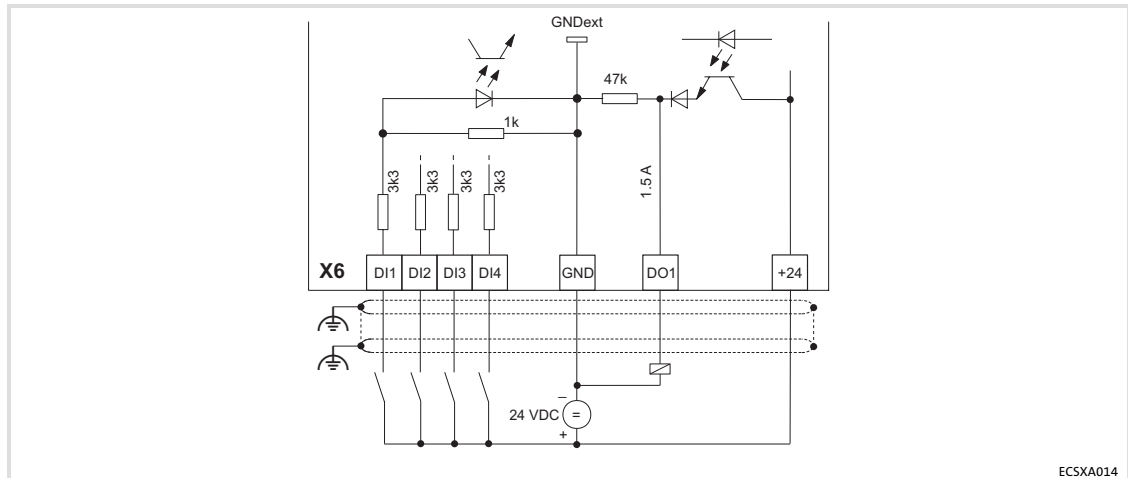 GNDext
47k
1k
3k3
3k3
3k3
3k3
1.5 A
X6
DI1
DI2
DI3
DI4
GND
DO1
+24
–
24 VDC
=
+
ECSXA014